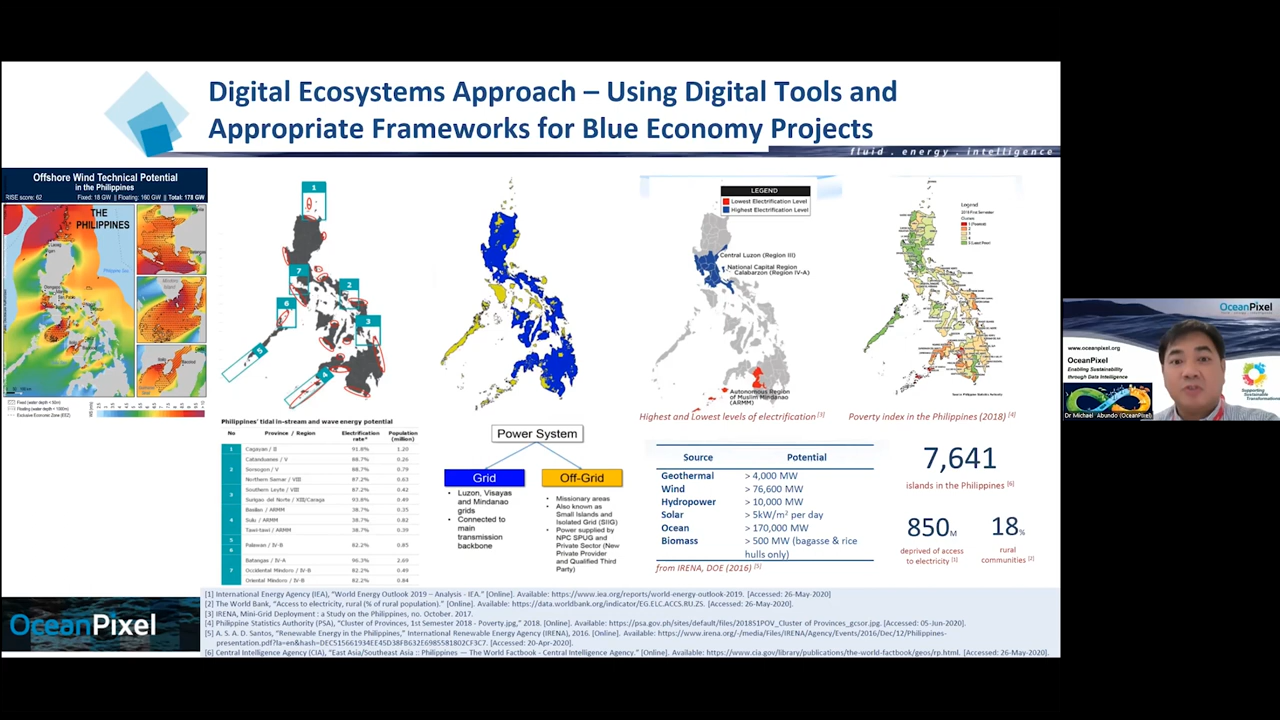 Digital Ecosystems Approach – Using Digital Tools and
Appropriate Frameworks for Blue Economy Projects
fluid . energy . intelligence
Offshore Wind Technical Potential
in the Philippines
RISE score: 62
Fixed: 18 GW || Floating: 160 GW || Total: 178 GW
THE
PHILIPPINES
1
7
2
6
3
5
4
LEGEND
Lowest Electrification Level
Highest Electrification Level
Central Luzon (Region III)
National Capital Region
Calabarzon (Region IV-A)
Autonomous Region
of Muslim Mindanao
(ARMM)
Highest and Lowest levels of electrification [3]
Legend
Poverty index in the Philippines (2018) [4]
Philippines' tidal in-stream and wave energy potential
No Province / Region Electrification rate* Population (million)
1 Cagayan / II 91.8% 1.20
2 Catanduanes / V 88.7% 0.26
Sorsogon / V 88.7% 0.79
Northern Samar / VIII 87.2% 0.63
3 Southern Leyte / VIII 87.2% 0.42
Surigao del Norte / VIII/Caraga 93.8% 0.49
4 Basilan / ARMM 38.7% 0.35
Sulu / ARMM 38.7% 0.82
Tawi-tawi / ARMM 38.7% 0.39
5
6 Palawan / IV-B 82.2% 0.85
7 Batangas / IV-A 96.3% 2.69
Occidental Mindoro / IV-B 82.2% 0.49
Oriental Mindoro / IV-B 82.2% 0.84
Power System
Grid
• Luzon, Visayas
and Mindanao
grids
• Connected to
main
transmission
backbone
Off-Grid
• Missionary areas
• Also known as
Small Islands and
Isolated Grid (SIIG)
• Power supplied by
NPC SPUG and
Private Sector (New
Private Provider
and Qualified Third
Party)
Source Potential
Geothermal > 4,000 MW
Wind > 76,600 MW
Hydropower > 10,000 MW
Solar > 5kW/m² per day
Ocean > 170,000 MW
Biomass > 500 MW (bagasse & rice
hulls only)
from IRENA, DOE (2016) [5]
7,641
islands in the Philippines [6]
850M
deprived of access
to electricity [1]
18%
rural
communities [2]
[1] International Energy Agency (IEA), "World Energy Outlook 2019 – Analysis - IEA." [Online]. Available: https://www.iea.org/reports/world-energy-outlook-2019. [Accessed: 26-May-2020]
[2] The World Bank, "Access to electricity, rural (% of rural population)." [Online]. Available: https://data.worldbank.org/indicator/EG.ELC.ACCS.RU.ZS. [Accessed: 26-May-2020].
[3] IRENA, Mini-Grid Deployment : a Study on the Philippines, no. October. 2017.
[4] Philippine Statistics Authority (PSA), "Cluster of Provinces, 1st Semester 2018 - Poverty.jpg," 2018. [Online]. Available: https://psa.gov.ph/sites/default/files/2018S1POV_Cluster of Provinces_gcsor.jpg. [Accessed: 05-Jun-2020].
[5] A. S. A. D. Santos, "Renewable Energy in the Philippines," International Renewable Energy Agency (IRENA), 2016. [Online]. Available: https://www.irena.org/-/media/Files/IRENA/Agency/Events/2016/Dec/12/Philippines-
presentation.pdf?la=en&hash=DEC515661934EE45D38FB632E6985581802CF3C7. [Accessed: 20-Apr-2020].
[6] Central Intelligence Agency (CIA), "East Asia/Southeast Asia :: Philippines — The World Factbook - Central Intelligence Agency." [Online]. Available: https://www.cia.gov/library/publications/the-world-factbook/geos/rp.html. [Accessed: 26-May-2020].
OceanPixel
OceanPixel
www.oceanpixel.org
OceanPixel
Enabling Sustainability
through Data Intelligence
Supporting
Sustainable
Transformations
Dr Michael Abundo (OceanPixel)